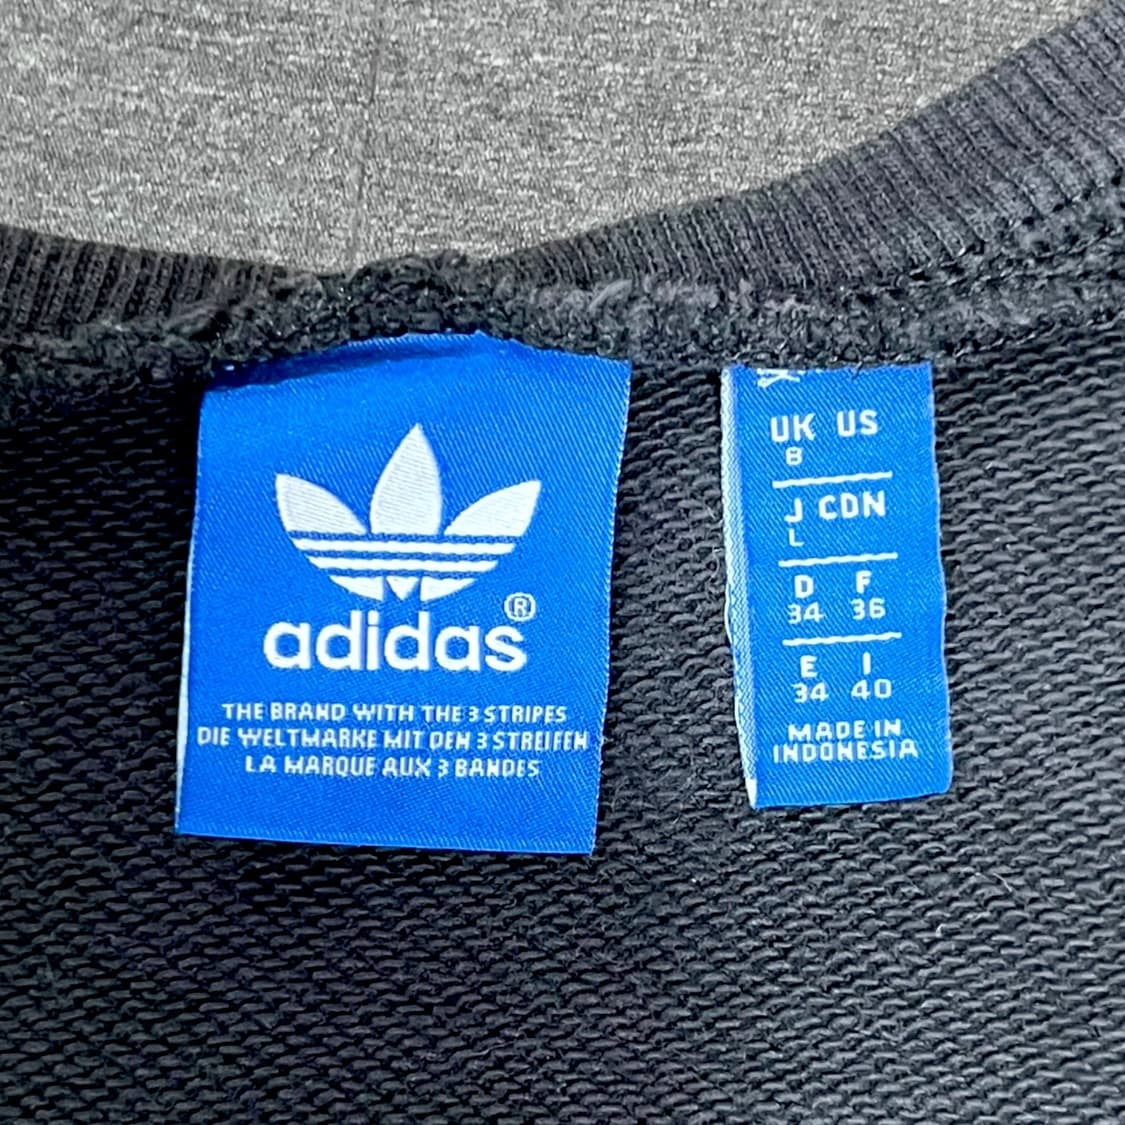 adidas®
THE BRAND WITH THE 3 STRIPES
DIE WELTMARKE MIT DEN 3 STREIFEN
LA MARQUE AUX 3 BANDES
UK US
8
J CDN
L
D F
34 36
E I
34 40
MADE IN
INDONESIA